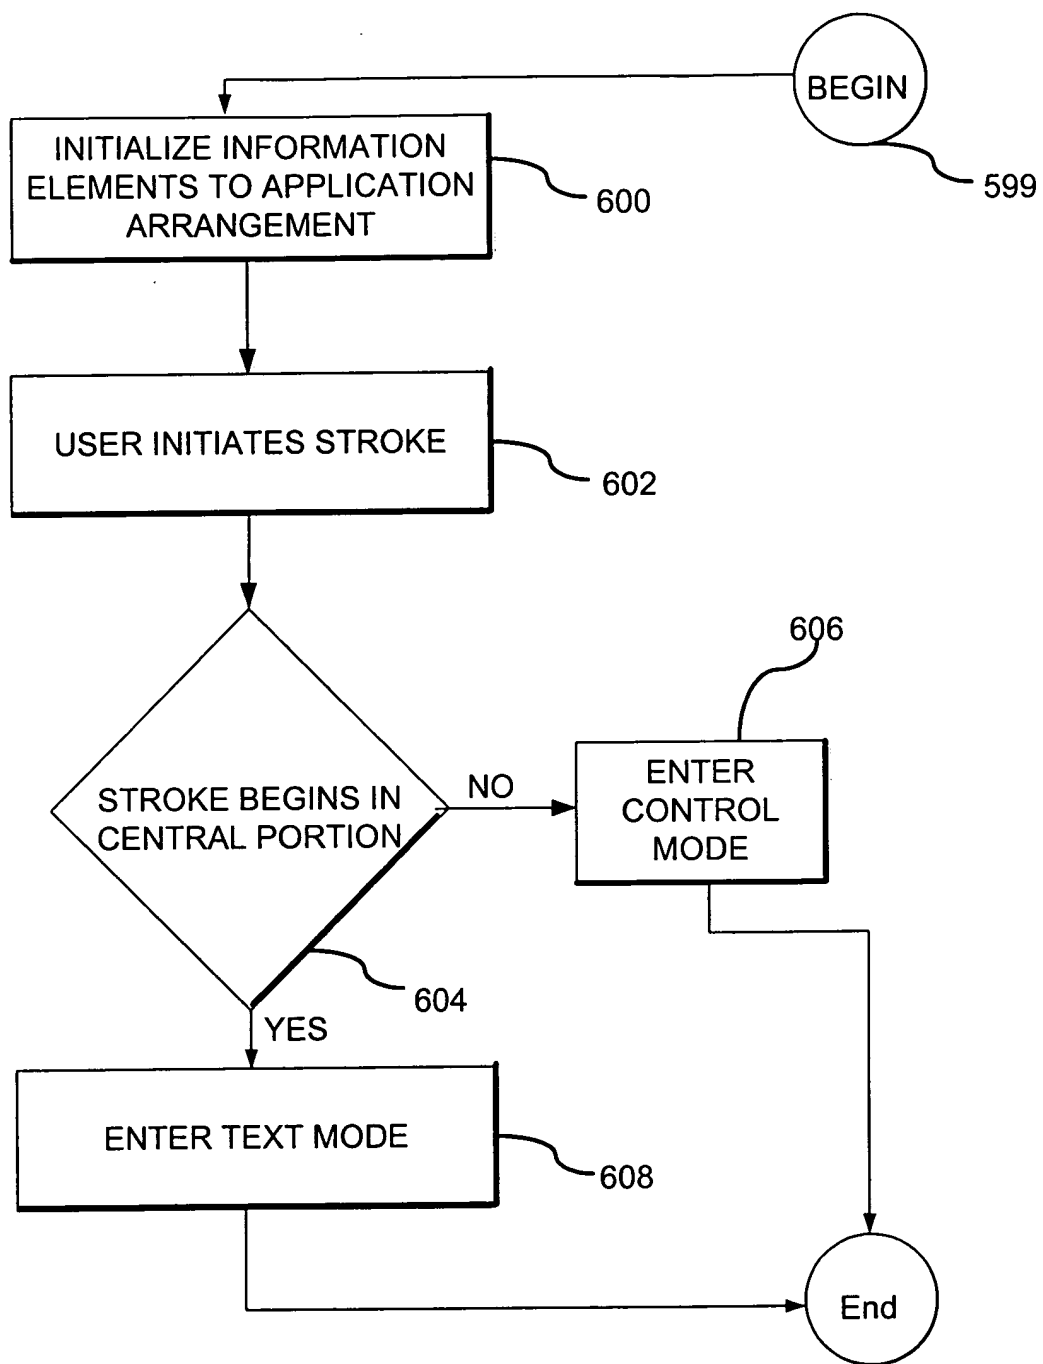 BEGIN
599
INITIALIZE INFORMATION
ELEMENTS TO APPLICATION
ARRANGEMENT
600
USER INITIATES STROKE
602
STROKE BEGINS IN
CENTRAL PORTION
604
NO
606
ENTER
CONTROL
MODE
YES
ENTER TEXT MODE
608
End